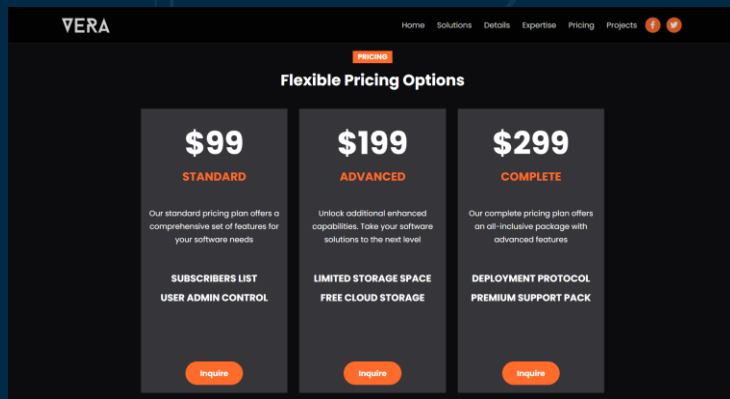 VERA
Home Solutions Details Expertise Pricing Projects
PRICING
Flexible Pricing Options
$99
STANDARD
Our standard pricing plan offers a
comprehensive set of features for
your software needs
SUBSCRIBERS LIST
USER ADMIN CONTROL
Inquire
$199
ADVANCED
Unlock additional enhanced
capabilities. Take your software
solutions to the next level
LIMITED STORAGE SPACE
FREE CLOUD STORAGE
Inquire
$299
COMPLETE
Our complete pricing plan offers
an all-inclusive package with
advanced features
DEPLOYMENT PROTOCOL
PREMIUM SUPPORT PACK
Inquire